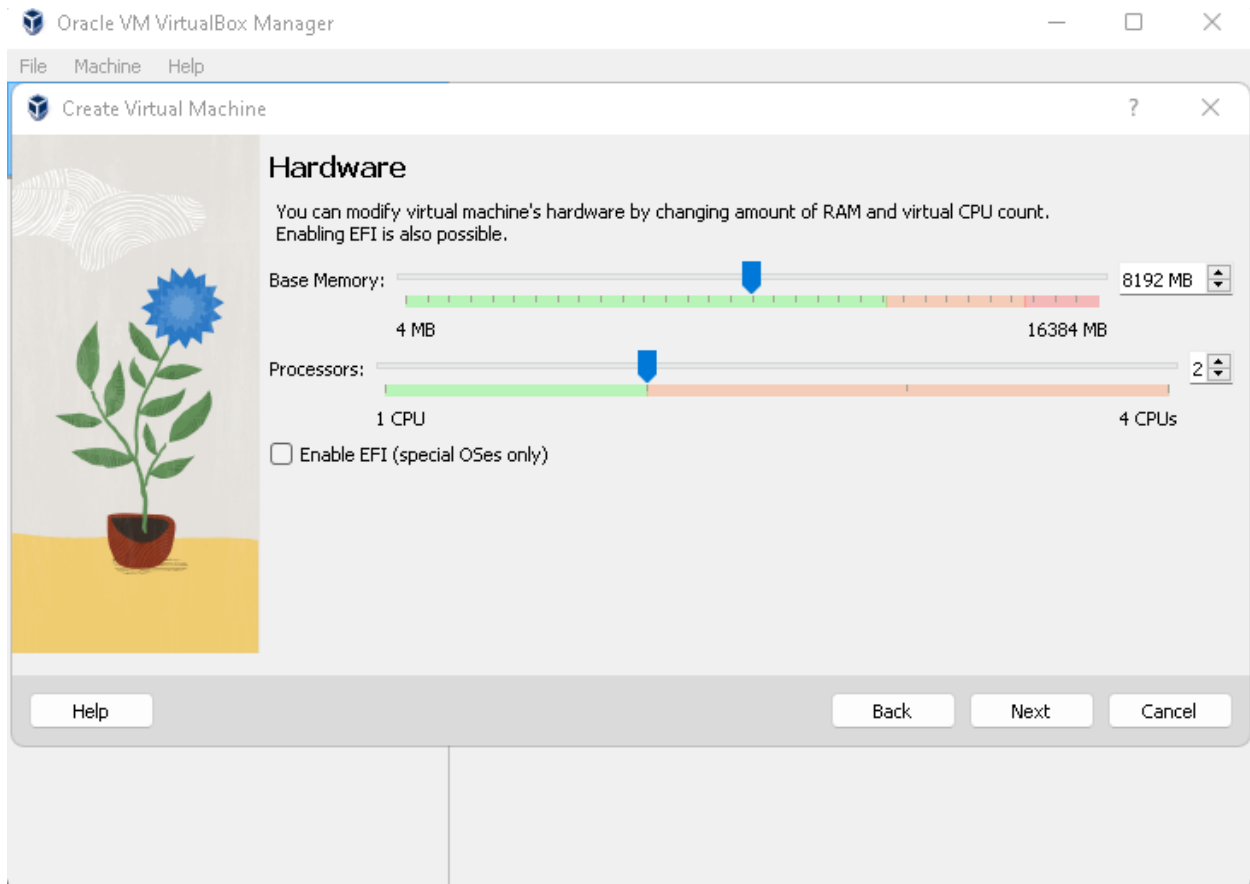 Oracle VM VirtualBox Manager
File Machine Help
Create Virtual Machine ?
Hardware
You can modify virtual machine's hardware by changing amount of RAM and virtual CPU count.
Enabling EFI is also possible.
Base Memory: 8192 MB
4 MB 16384 MB
Processors: 2
1 CPU 4 CPUs
Enable EFI (special OSes only)
Help Back Next Cancel